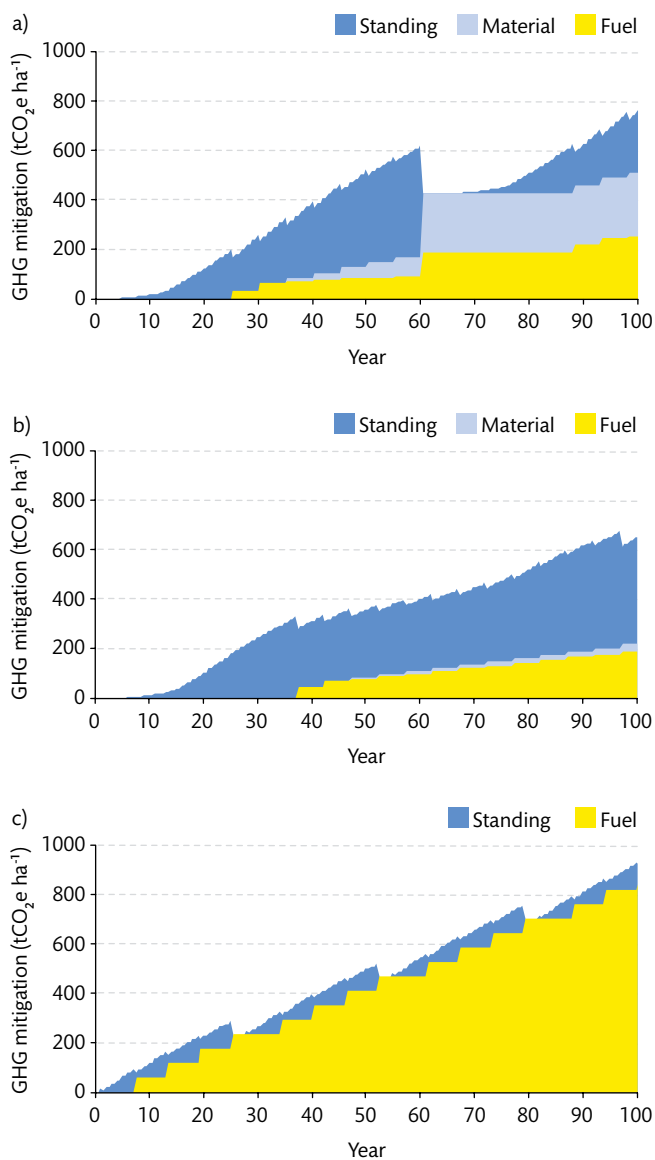 a)
Standing Material Fuel
GHG mitigation (tCO₂e ha⁻¹)
1000
800
600
400
200
0
0 10 20 30 40 50 60 70 80 90 100
Year
b)
Standing Material Fuel
GHG mitigation (tCO₂e ha⁻¹)
1000
800
600
400
200
0
0 10 20 30 40 50 60 70 80 90 100
Year
c)
Standing Fuel
GHG mitigation (tCO₂e ha⁻¹)
1000
800
600
400
200
0
0 10 20 30 40 50 60 70 80 90 100
Year